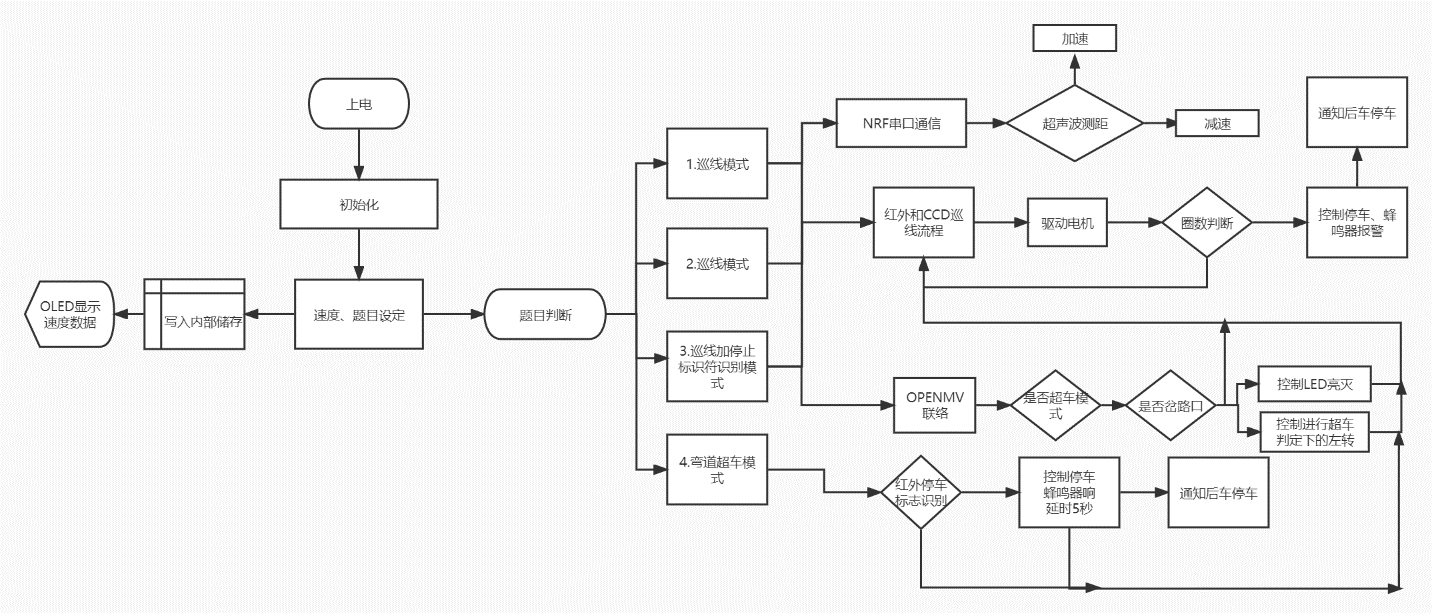 上电
初始化
速度、题目设定
写入内部储存
OLED显示
速度数据
题目判断
1.巡线模式
2.巡线模式
3.巡线加停止
标识符识别模
式
4.弯道超车模
式
NRF串口通信
超声波测距
加速
减速
红外和CCD巡
线流程
驱动电机
圈数判断
控制停车、蜂
鸣器报警
通知后车停车
OPENMV
联络
是否超车模
式
是否岔路口
控制LED亮灭
控制进行超车
判定下的左转
红外停车
标志识别
控制停车
蜂鸣器响
延时5秒
通知后车停车